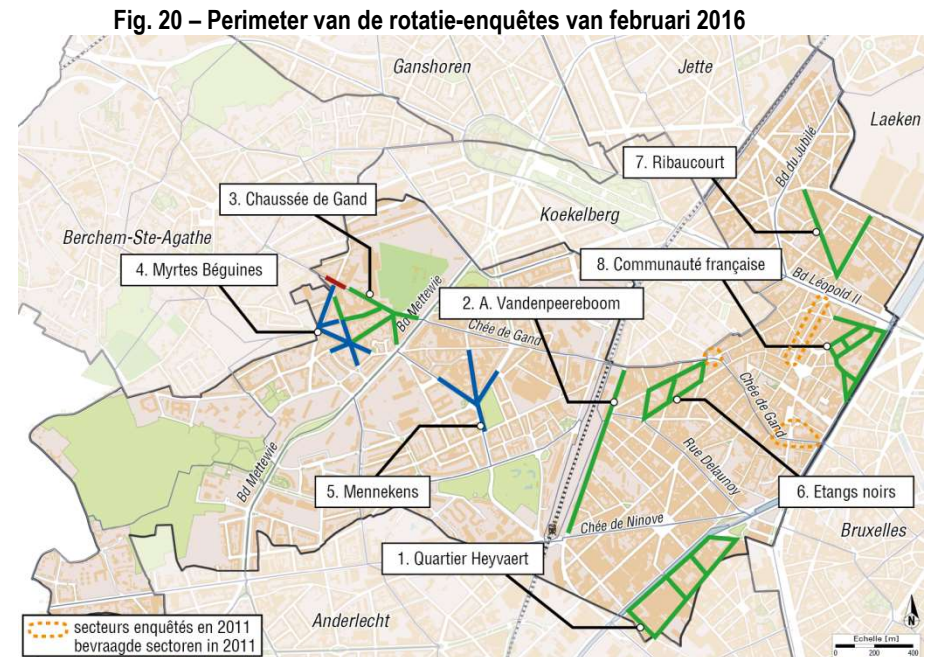 Fig. 20 – Perimeter van de rotatie-enquêtes van februari 2016
Ganshoren
Jette
Laeken
7. Ribaucourt
Bd du Jubilé
3. Chaussée de Gand
Koekelberg
Berchem-Ste-Agathe
8. Communauté française
4. Myrtes Béguines
Bd Léopold II
2. A. Vandenpeereboom
Bd Mettewie
Chée de Gand
Chée de Gand
Bd Mettewie
Rue Delaunoy
5. Mennekens
6. Etangs noirs
Chée de Ninove
Bruxelles
1. Quartier Heyvaert
Anderlecht
secteurs enquêtés en 2011
bevraagde sectoren in 2011
N
Echelle [m]
0 200 400